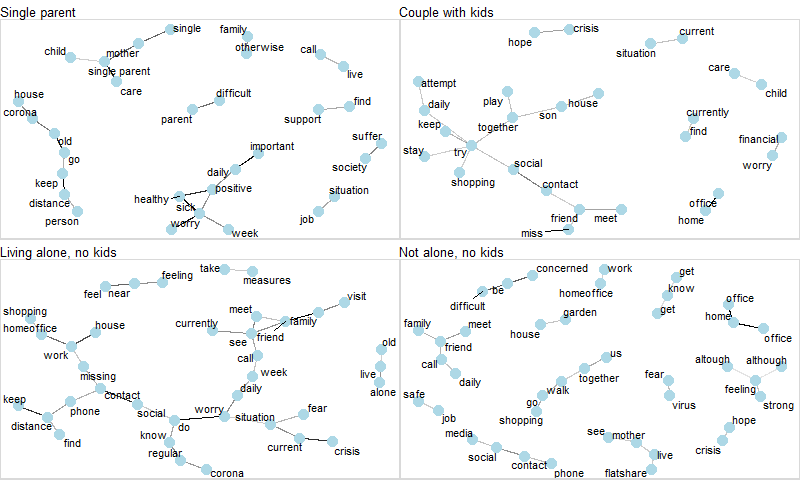 Single parent
single
family
otherwise
child
mother
call
single parent
live
care
house
difficult
find
corona
parent
support
old
suffer
important
go
society
daily
keep
positive
situation
healthy
distance
sick
person
worry
job
week
Couple with kids
crisis
current
hope
situation
care
attempt
child
play
house
daily
currently
keep
together
son
find
financial
stay
try
worry
social
shopping
contact
office
friend
meet
home
miss
Living alone, no kids
take
feeling
measures
feel
near
visit
shopping
meet
homeoffice
house
currently
family
see
friend
old
work
call
live
missing
week
alone
daily
keep
contact
phone
social
worry
situation
fear
distance
do
know
find
regular
current
crisis
corona
Not alone, no kids
concerned
work
get
be
homeoffice
know
difficult
garden
get
office
home
family
meet
house
office
friend
us
call
altough
although
together
fear
daily
walk
feeling
safe
go
virus
strong
job
shopping
hope
media
see
mother
social
crisis
contact
live
phone
flatshare